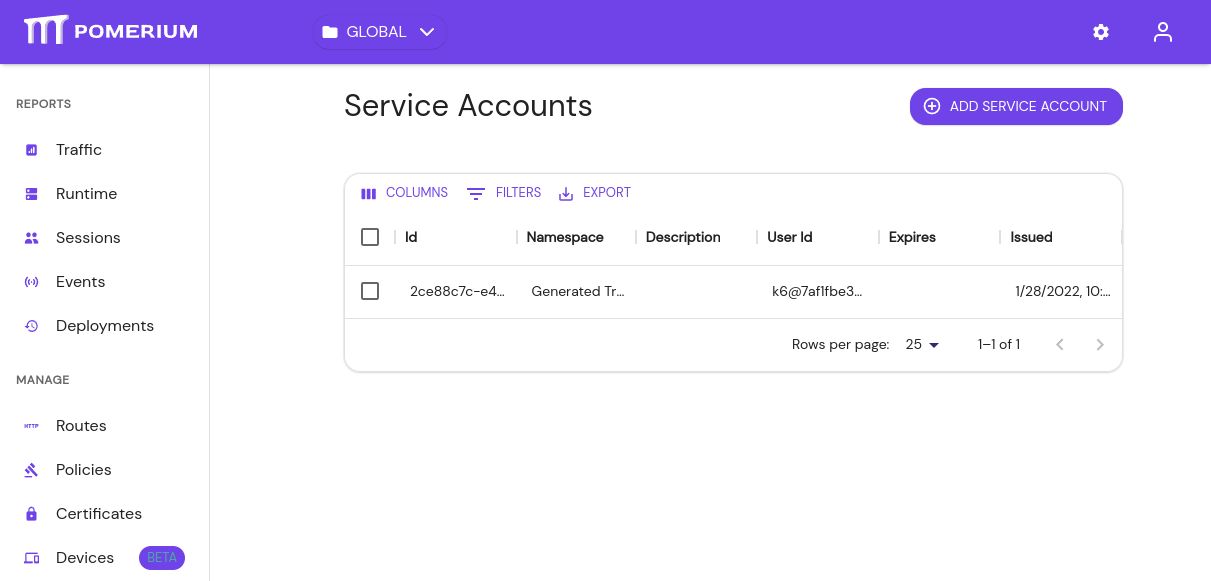 POMERIUM
GLOBAL
REPORTS
Traffic
Runtime
Sessions
Events
Deployments
MANAGE
HTTP
Routes
Policies
Certificates
Devices BETA
Service Accounts
ADD SERVICE ACCOUNT
COLUMNS FILTERS EXPORT
Id Namespace Description User Id Expires Issued
2ce88c7c-e4... Generated Tr... k6@7af1fbe3... 1/28/2022, 10:...
Rows per page: 25 1–1 of 1